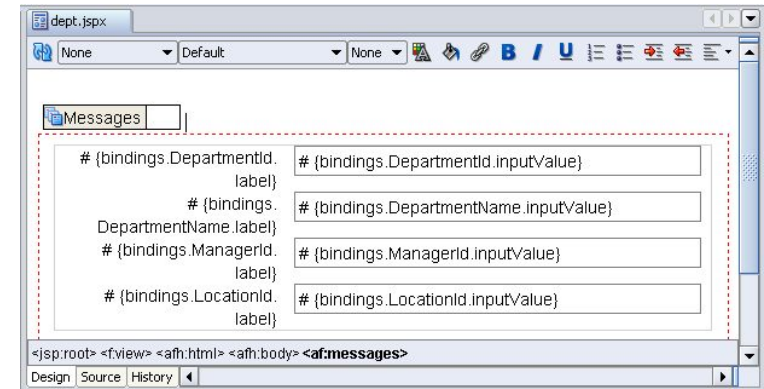 dept.jspx
None Default None B I U
Messages
# {bindings.DepartmentId.
label}
# {bindings.DepartmentId.inputValue}
# {bindings.
DepartmentName.label}
# {bindings.DepartmentName.inputValue}
# {bindings.ManagerId.
label}
# {bindings.ManagerId.inputValue}
# {bindings.LocationId.
label}
# {bindings.LocationId.inputValue}
<jsp:root> <f:view> <afh:html> <afh:body> <af:messages>
Design Source History